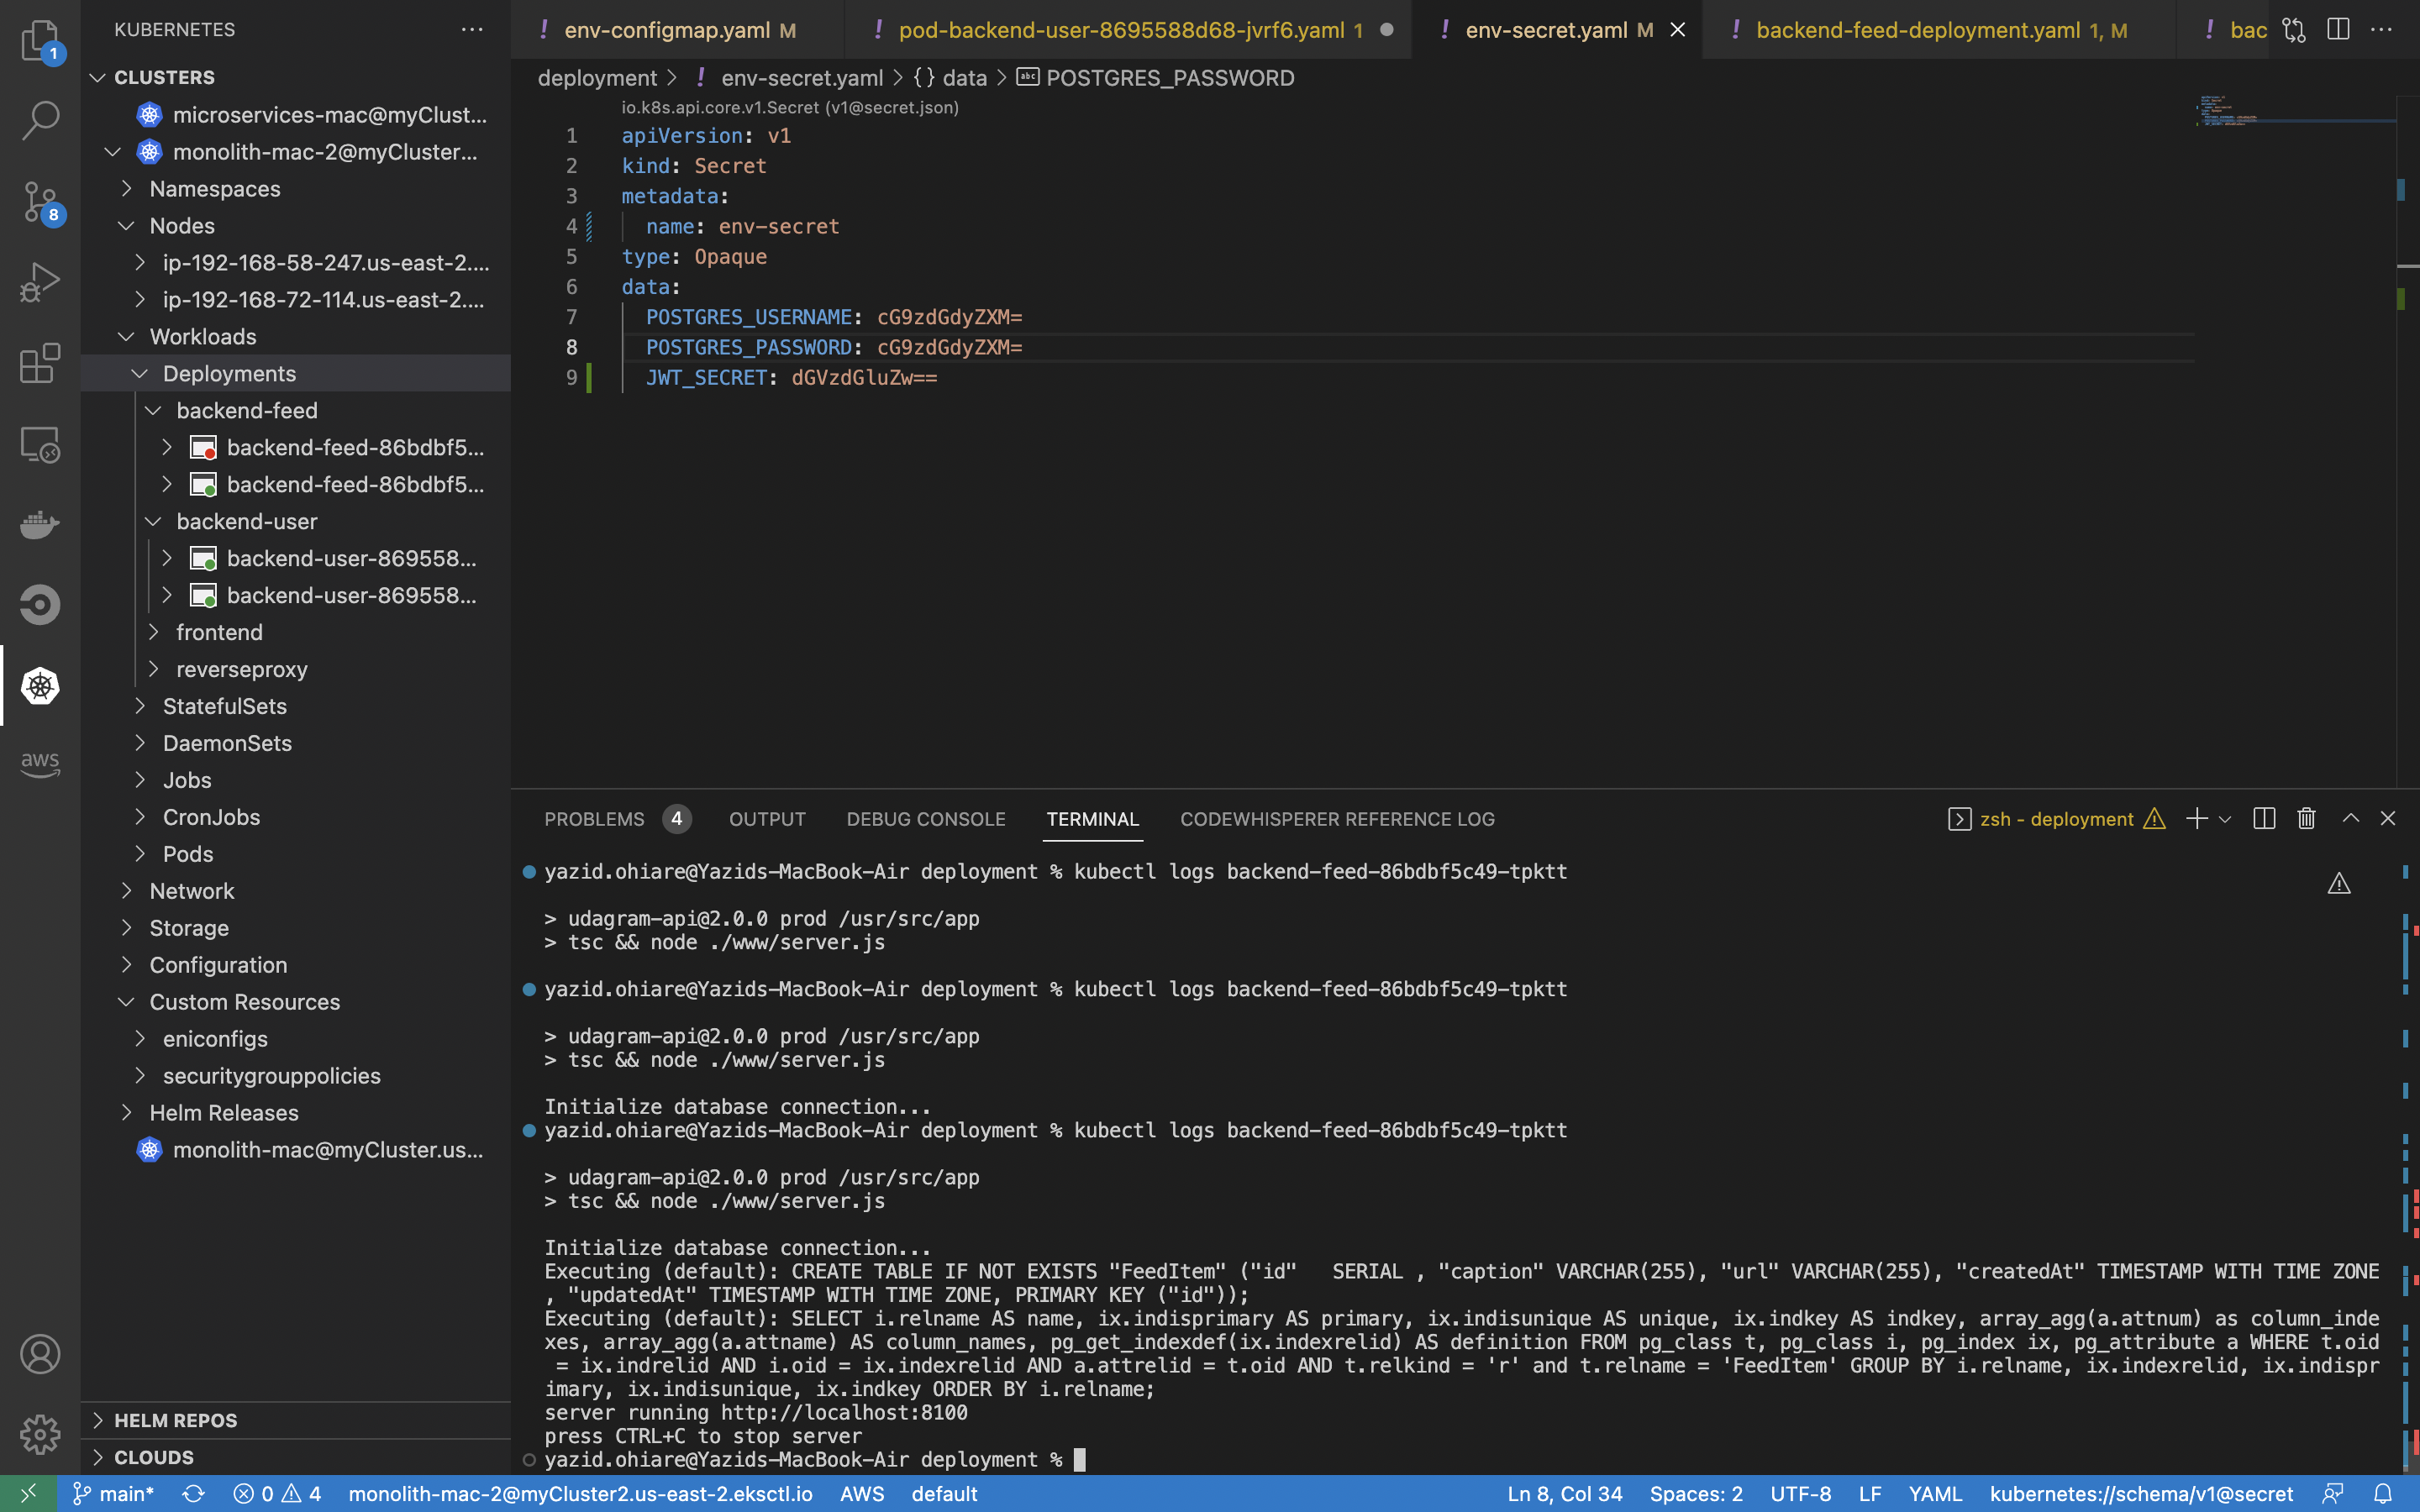 1
8
aws
KUBERNETES
CLUSTERS
microservices-mac@myClust...
monolith-mac-2@myCluster...
Namespaces
Nodes
ip-192-168-58-247.us-east-2....
ip-192-168-72-114.us-east-2....
Workloads
Deployments
backend-feed
backend-feed-86bdbf5...
backend-feed-86bdbf5...
backend-user
backend-user-869558...
backend-user-869558...
frontend
reverseproxy
StatefulSets
DaemonSets
Jobs
CronJobs
Pods
Network
Storage
Configuration
Custom Resources
eniconfigs
securitygrouppolicies
Helm Releases
monolith-mac@myCluster.us...
HELM REPOS
CLOUDS
! env-configmap.yaml M
! pod-backend-user-8695588d68-jvrf6.yaml 1
! env-secret.yaml M
! backend-feed-deployment.yaml 1, M
! bac
deployment > ! env-secret.yaml > {} data > abc POSTGRES_PASSWORD
io.k8s.api.core.v1.Secret (v1@secret.json)
1 apiVersion: v1
2 kind: Secret
3 metadata:
4 name: env-secret
5 type: Opaque
6 data:
7 POSTGRES_USERNAME: cG9zdGdyZXM=
8 POSTGRES_PASSWORD: cG9zdGdyZXM=
9 JWT_SECRET: dGVzdGluZw==
PROBLEMS 4 OUTPUT DEBUG CONSOLE TERMINAL CODEWHISPERER REFERENCE LOG
zsh - deployment
yazid.ohiare@Yazids-MacBook-Air deployment % kubectl logs backend-feed-86bdbf5c49-tpktt
> udagram-api@2.0.0 prod /usr/src/app
> tsc && node ./www/server.js
yazid.ohiare@Yazids-MacBook-Air deployment % kubectl logs backend-feed-86bdbf5c49-tpktt
> udagram-api@2.0.0 prod /usr/src/app
> tsc && node ./www/server.js
Initialize database connection...
yazid.ohiare@Yazids-MacBook-Air deployment % kubectl logs backend-feed-86bdbf5c49-tpktt
> udagram-api@2.0.0 prod /usr/src/app
> tsc && node ./www/server.js
Initialize database connection...
Executing (default): CREATE TABLE IF NOT EXISTS "FeedItem" ("id"   SERIAL , "caption" VARCHAR(255), "url" VARCHAR(255), "createdAt" TIMESTAMP WITH TIME ZONE
, "updatedAt" TIMESTAMP WITH TIME ZONE, PRIMARY KEY ("id"));
Executing (default): SELECT i.relname AS name, ix.indisprimary AS primary, ix.indisunique AS unique, ix.indkey AS indkey, array_agg(a.attnum) as column_inde
xes, array_agg(a.attname) AS column_names, pg_get_indexdef(ix.indexrelid) AS definition FROM pg_class t, pg_class i, pg_index ix, pg_attribute a WHERE t.oid
= ix.indrelid AND i.oid = ix.indexrelid AND a.attrelid = t.oid AND t.relkind = 'r' and t.relname = 'FeedItem' GROUP BY i.relname, ix.indexrelid, ix.indispr
imary, ix.indisunique, ix.indkey ORDER BY i.relname;
server running http://localhost:8100
press CTRL+C to stop server
yazid.ohiare@Yazids-MacBook-Air deployment %
main* 0 4 monolith-mac-2@myCluster2.us-east-2.eksctl.io AWS default Ln 8, Col 34 Spaces: 2 UTF-8 LF YAML kubernetes://schema/v1@secret